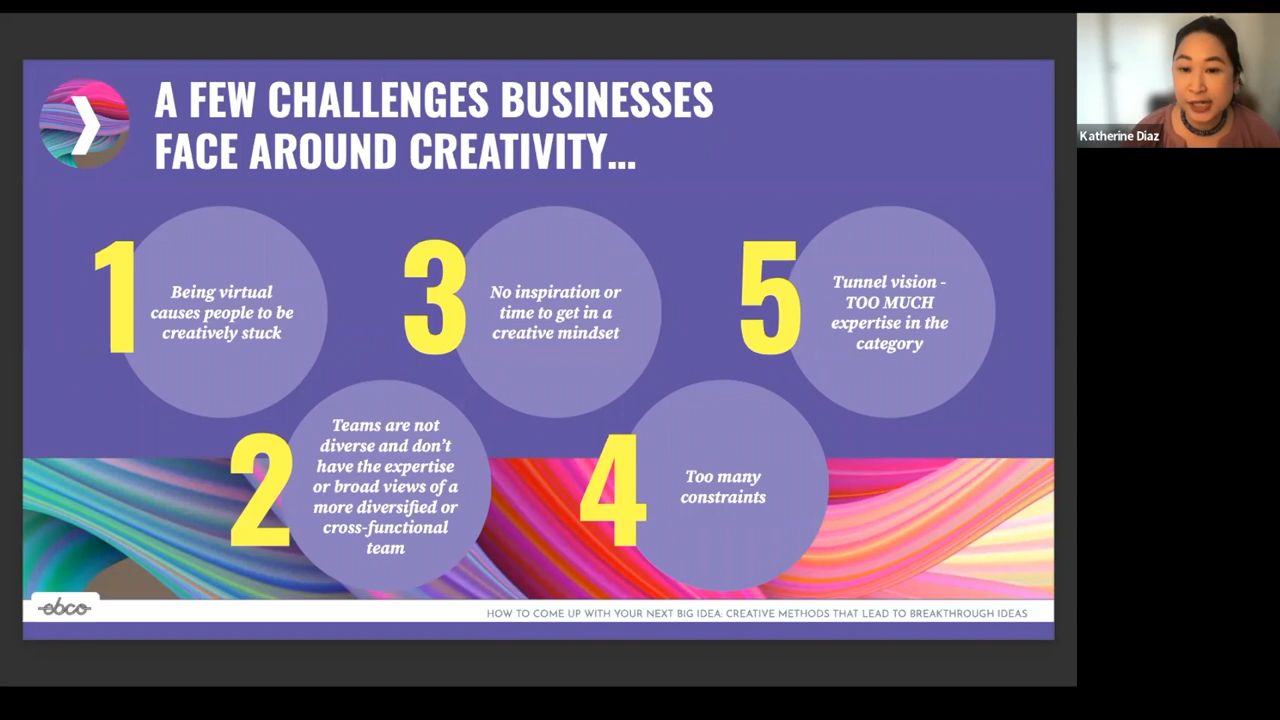 A FEW CHALLENGES BUSINESSES
FACE AROUND CREATIVITY...
1
Being virtual
causes people to be
creatively stuck
2
Teams are not
diverse and don't
have the expertise
or broad views of a
more diversified or
cross-functional
team
3
No inspiration or
time to get in a
creative mindset
4
Too many
constraints
5
Tunnel vision -
TOO MUCH
expertise in the
category
ebco
HOW TO COME UP WITH YOUR NEXT BIG IDEA: CREATIVE METHODS THAT LEAD TO BREAKTHROUGH IDEAS
Katherine Diaz